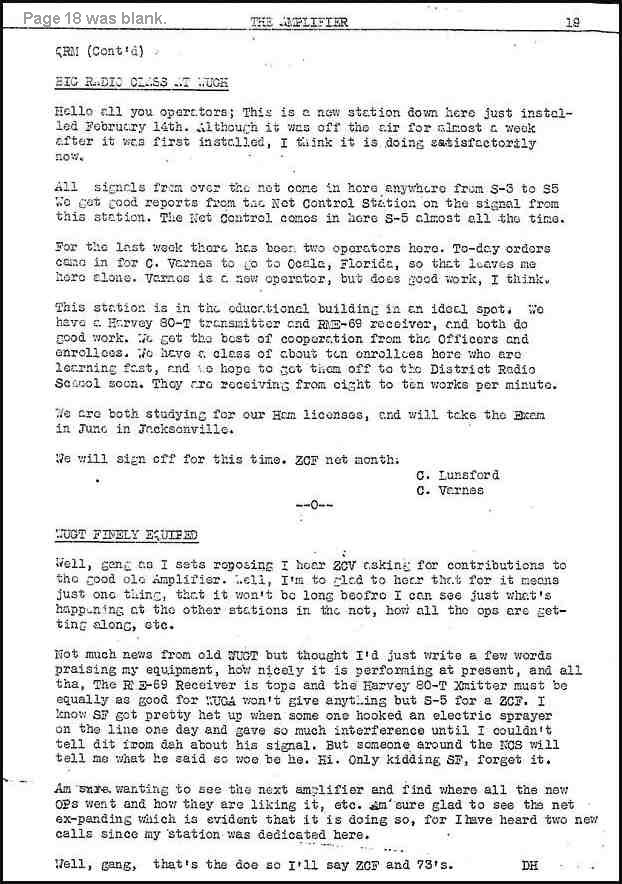 Page 18 was blank.
THE AMPLIFIER 19
QRM (Cont'd)
BIG RADIO CLASS AT WUGH
Hello all you operators; This is a new station down here just instal-
led February 14th. Although it was off the air for almost a week
after it was first installed, I think it is doing satisfactorily
now.
All signals from over the net come in here anywhere from S-3 to S5
We get good reports from the Net Control Station on the signal from
this station. The Net Control comes in here S-5 almost all the time.
For the last week there has been two operators here. To-day orders
came in for C. Varnes to go to Ocala, Florida, so that leaves me
here alone. Varnes is a new operator, but does good work, I think.
This station is in the educational building in an ideal spot. We
have a Harvey 80-T transmitter and RME-69 receiver, and both do
good work. We get the best of cooperation from the Officers and
enrollees. We have a class of about ten enrollees here who are
learning fast, and we hope to get them off to the District Radio
School soon. They are receiving from eight to ten works per minute.
We are both studying for our Ham licenses, and will take the Exam
in June in Jacksonville.
We will sign off for this time. ZCF net month.
C. Lunsford
C. Varnes
--O--
WUGT FINELY EQUIPED
Well, gang as I sets reposing I hear ZCV asking for contributions to
the good ole Amplifier. Well, I'm to glad to hear that for it means
just one thing, that it won't be long beofre I can see just what's
happening at the other stations in the net, how all the ops are get-
ting along, etc.
Not much news from old WUGT but thought I'd just write a few words
praising my equipment, how nicely it is performing at present, and all
tha, The RME-69 Receiver is tops and the Harvey 80-T Xmitter must be
equally as good for WUGA won't give anything but S-5 for a ZCF. I
know SF got pretty het up when some one hooked an electric sprayer
on the line one day and gave so much interference until I couldn't
tell dit from dah about his signal. But someone around the NCS will
tell me what he said so woe be he. Hi. Only kidding SF, forget it.
Am sure wanting to see the next amplifier and find where all the new
OPs went and how they are liking it, etc. Am sure glad to see the net
ex-panding which is evident that it is doing so, for I have heard two new
calls since my station was dedicated here.
Well, gang, that's the doe so I'll say ZCF and 73's. DH